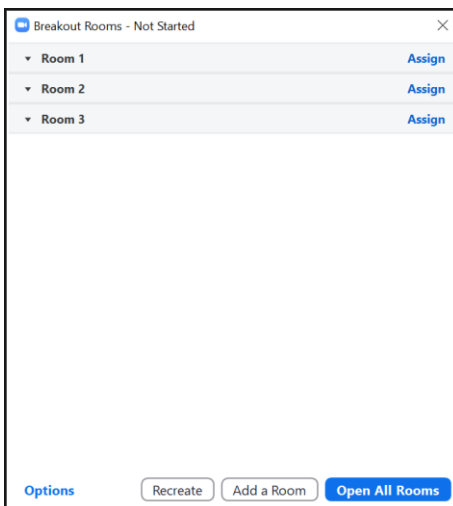 Breakout Rooms - Not Started
Room 1 Assign
Room 2 Assign
Room 3 Assign
Options Recreate Add a Room Open All Rooms